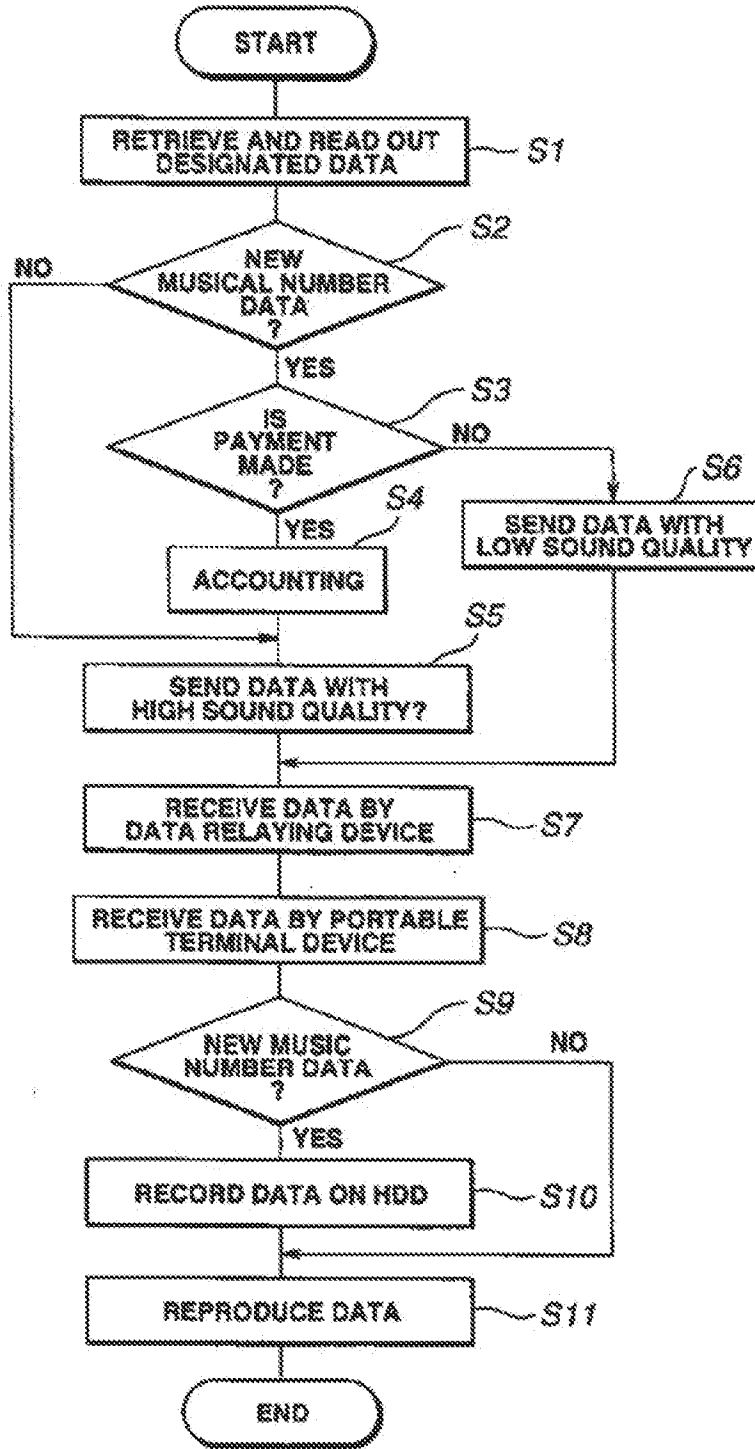 START
RETRIEVE AND READ OUT
DESIGNATED DATA
S1
S2
NEW
MUSICAL NUMBER
DATA
?
NO
YES
S3
IS
PAYMENT
MADE
?
NO
YES
S4
S6
SEND DATA WITH
LOW SOUND QUALITY
ACCOUNTING
S5
SEND DATA WITH
HIGH SOUND QUALITY?
RECEIVE DATA BY
DATA RELAYING DEVICE
S7
RECEIVE DATA BY PORTABLE
TERMINAL DEVICE
S8
S9
NEW MUSIC
NUMBER DATA
?
NO
YES
RECORD DATA ON HDD
S10
REPRODUCE DATA
S11
END